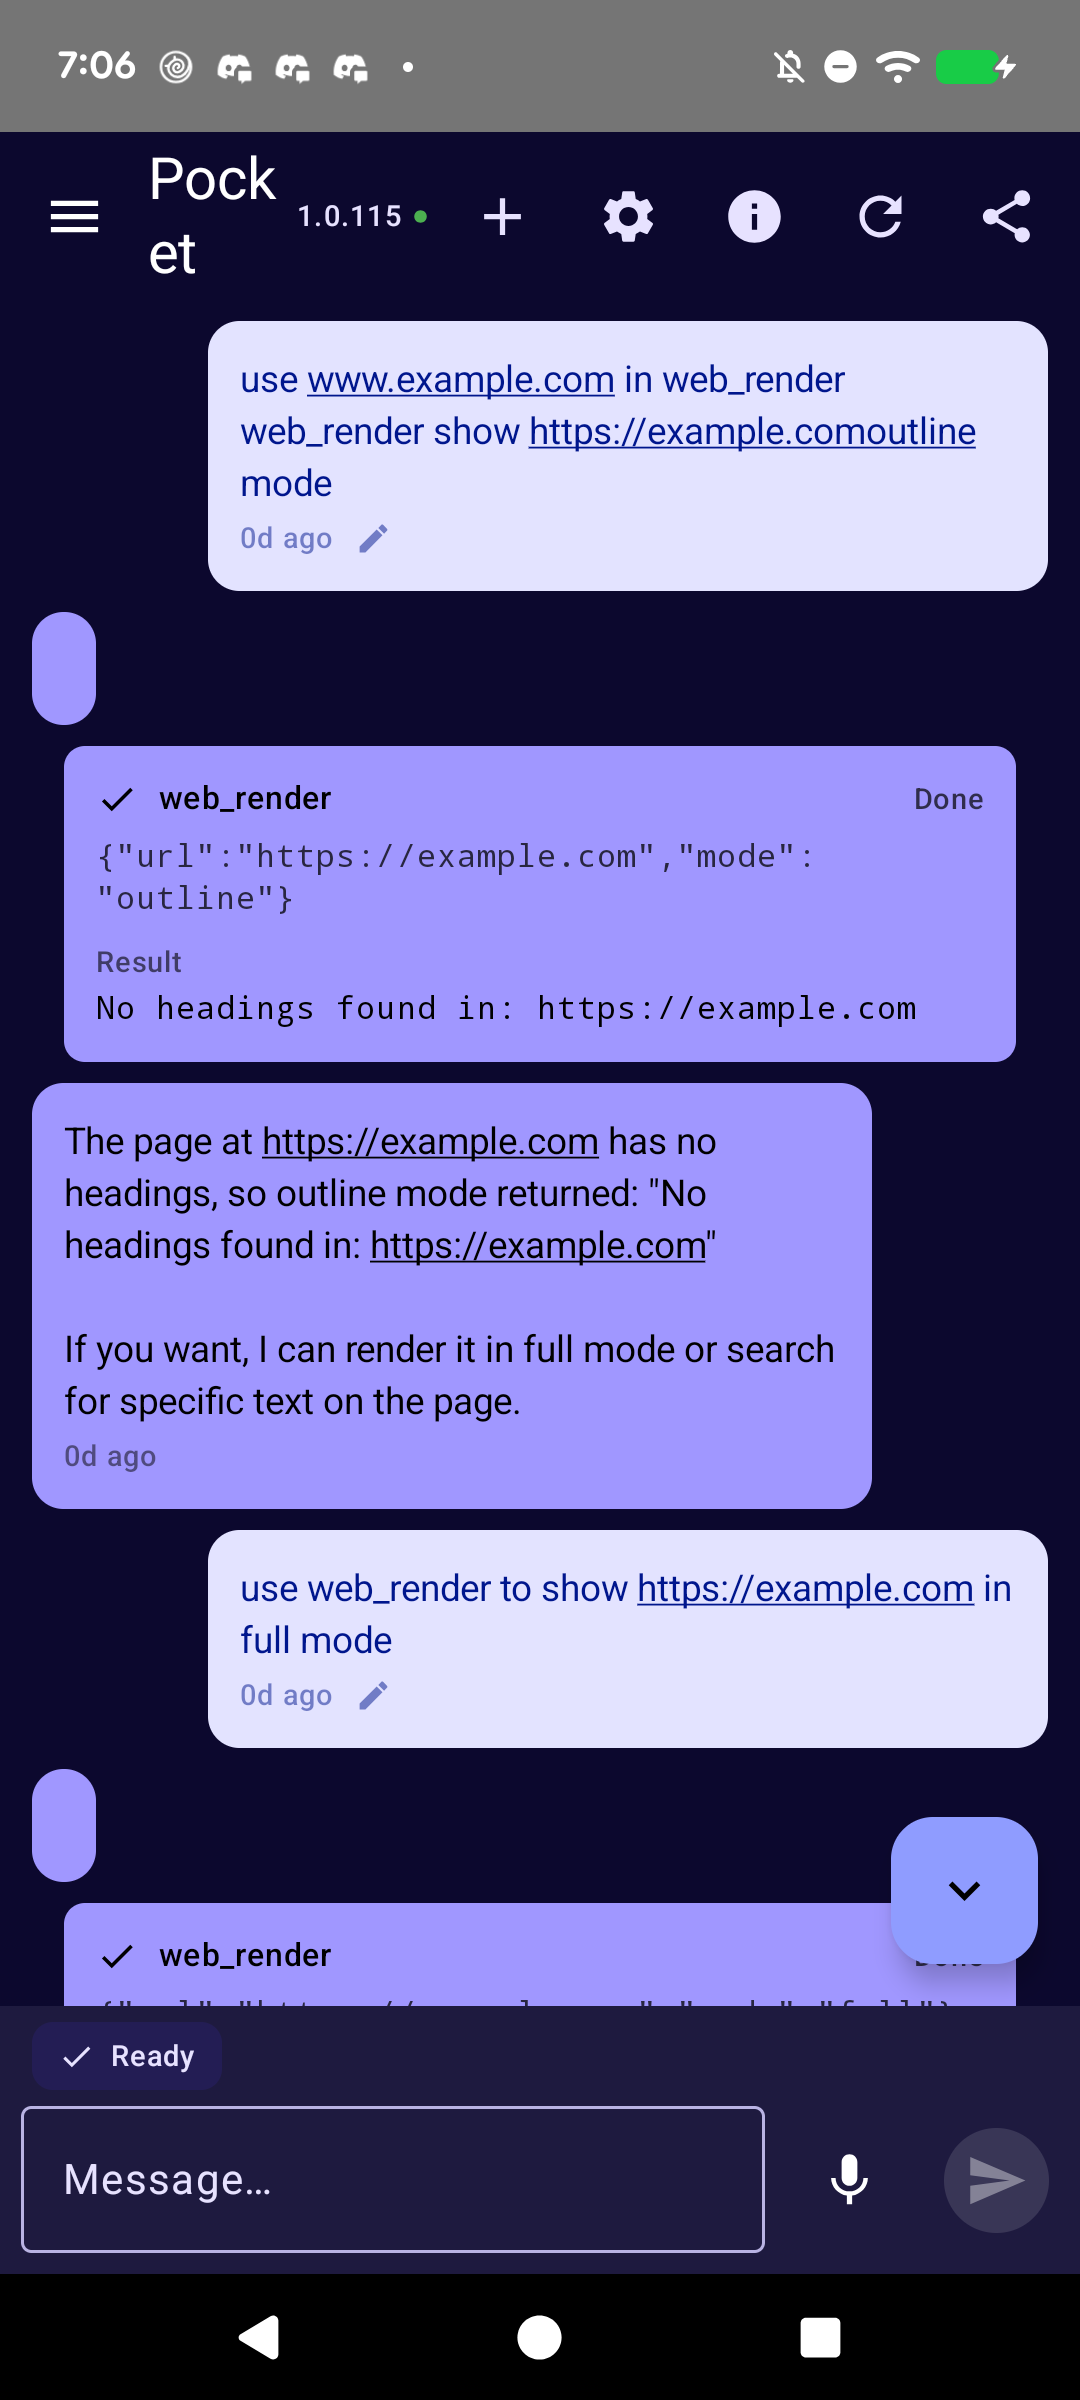 7:06
Pock
et
1.0.115
use www.example.com in web_render
web_render show https://example.comoutline
mode
0d ago
web_render
Done
{"url":"https://example.com","mode":
"outline"}
Result
No headings found in: https://example.com
The page at https://example.com has no
headings, so outline mode returned: "No
headings found in: https://example.com"
If you want, I can render it in full mode or search
for specific text on the page.
0d ago
use web_render to show https://example.com in
full mode
0d ago
web_render
Ready
Message...